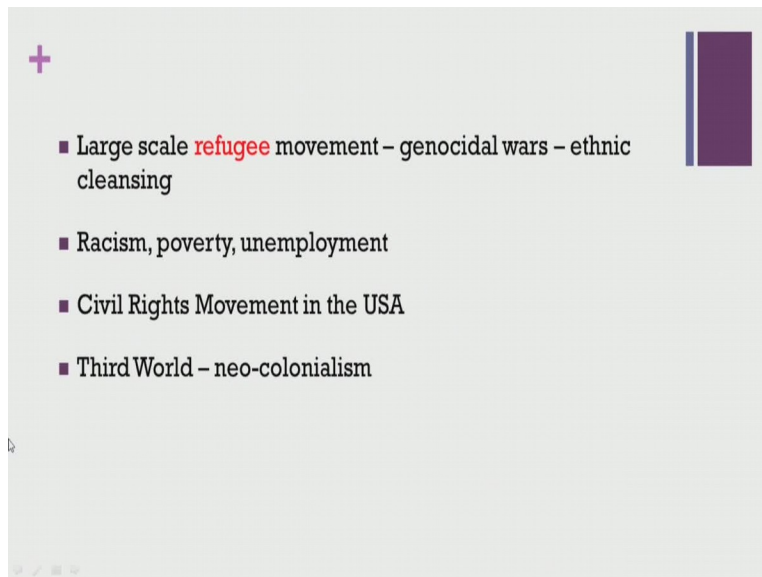 Large scale refugee movement – genocidal wars – ethnic
cleansing
Racism, poverty, unemployment
Civil Rights Movement in the USA
Third World – neo-colonialism